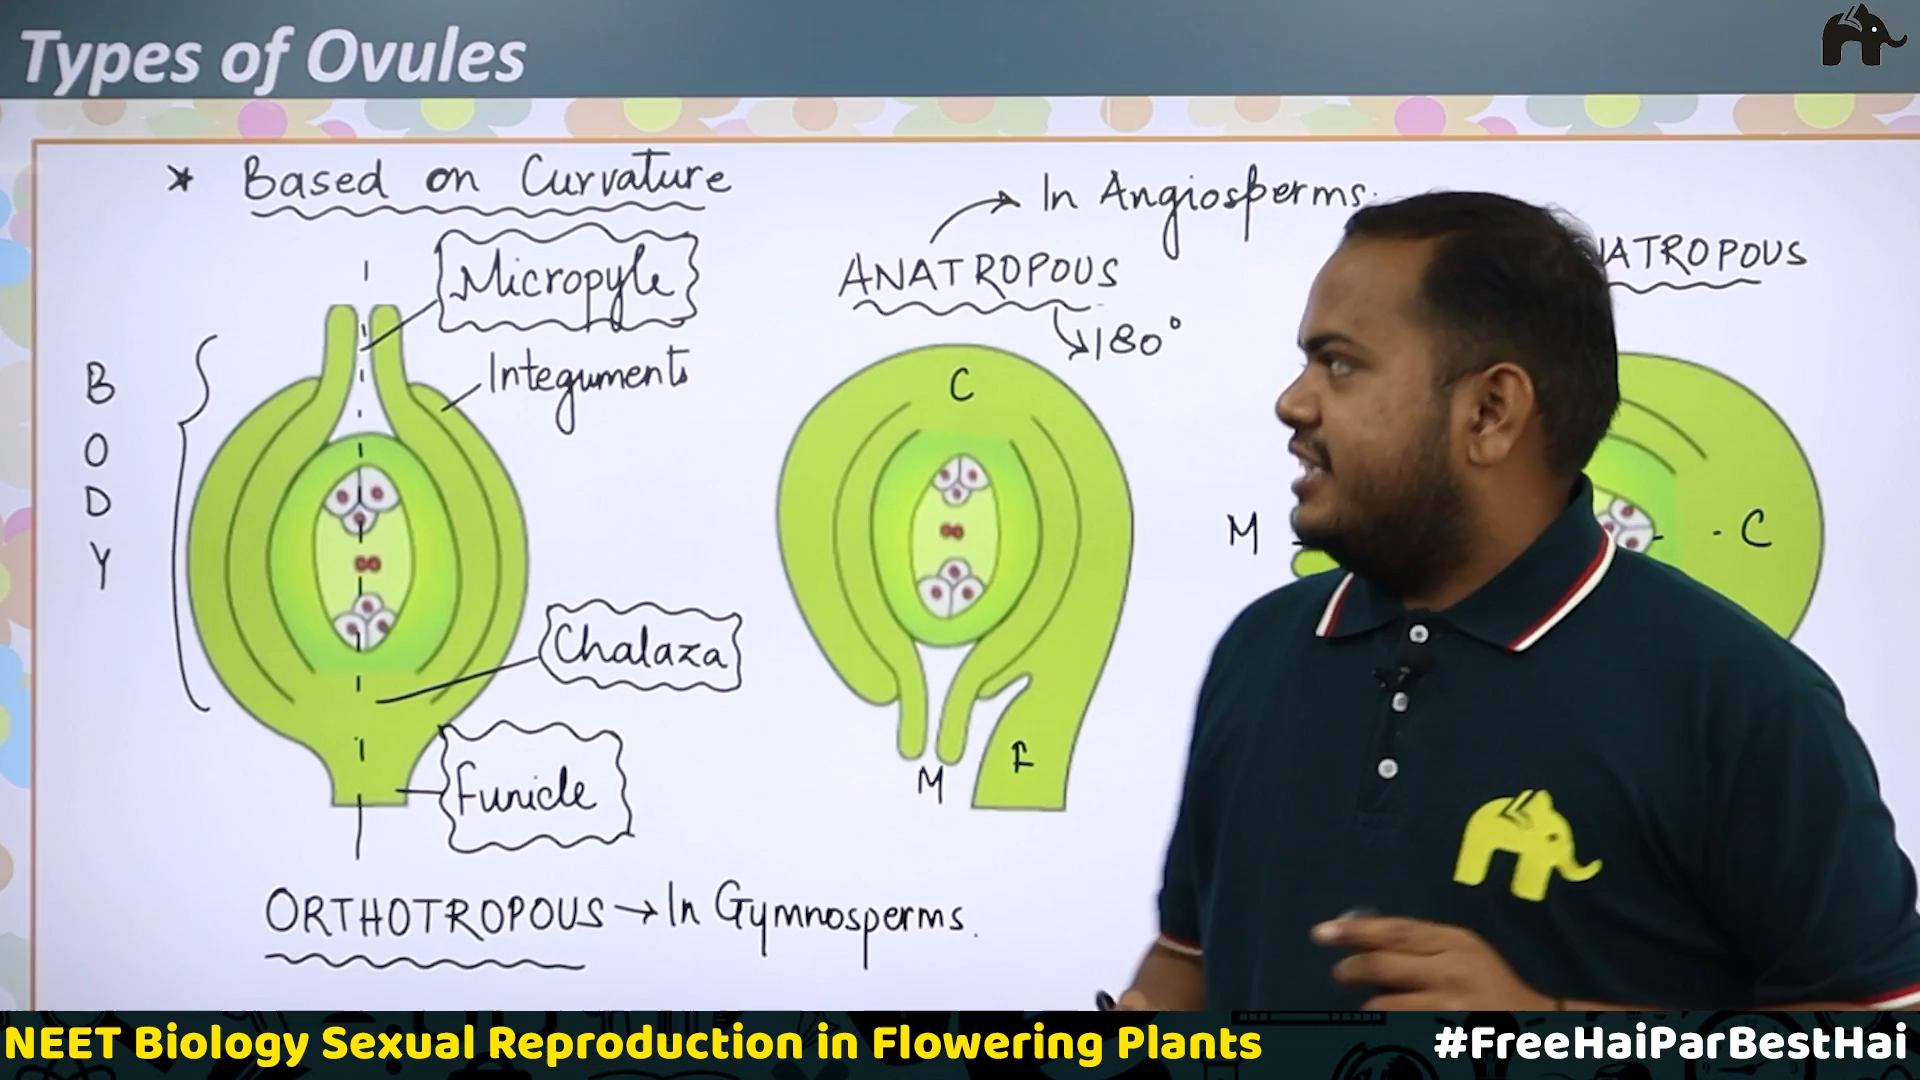 Types of Ovules
* Based on Curvature
Micropyle
Integuments
B
O
D
Y
Chalaza
Funicle
ORTHOTROPOUS → In Gymnosperms.
→ In Angiosperms.
ANATROPOUS
180°
C
M
F
ATROPOUS
M
- C
NEET Biology Sexual Reproduction in Flowering Plants
#FreeHaiParBestHai